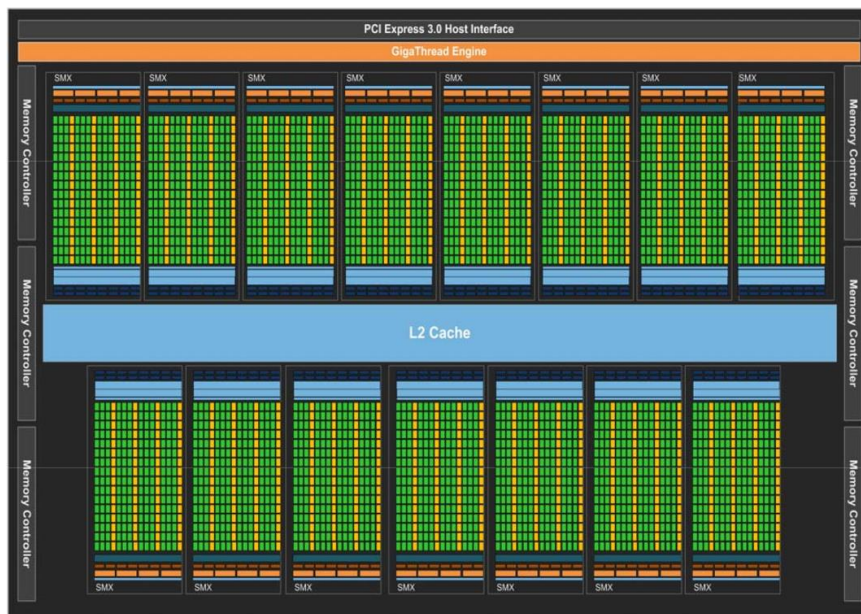 PCI Express 3.0 Host Interface
GigaThread Engine
SMX SMX SMX SMX SMX SMX SMX SMX
Memory Controller
Memory Controller
Memory Controller
Memory Controller
L2 Cache
Memory Controller
Memory Controller
SMX SMX SMX SMX SMX SMX SMX